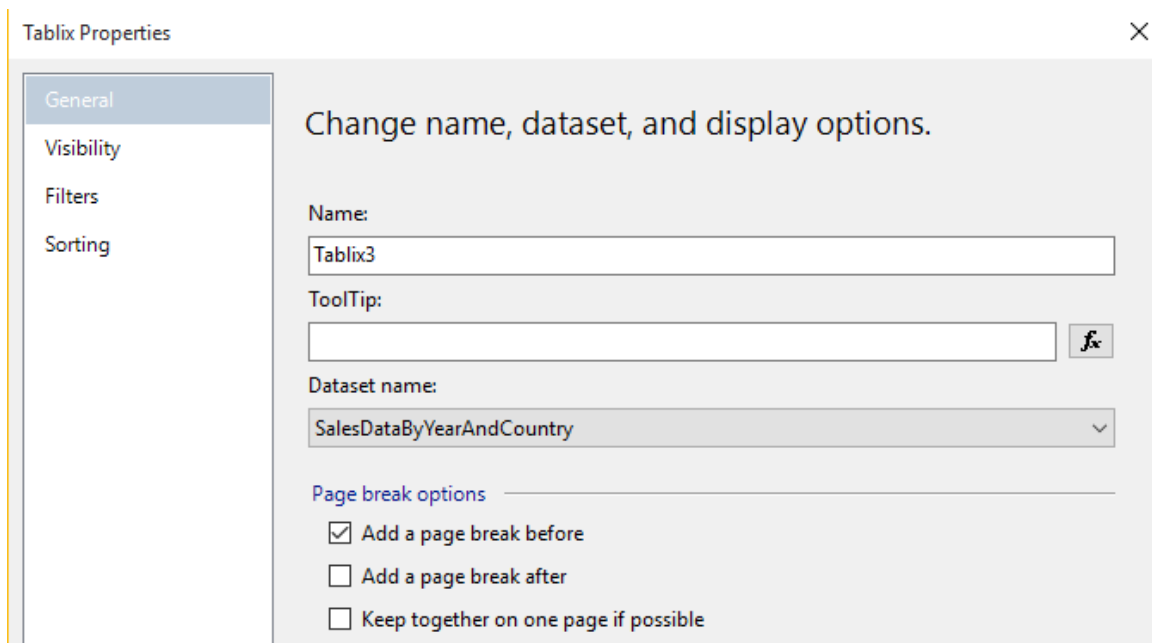 Tablix Properties
General
Visibility
Filters
Sorting
Change name, dataset, and display options.
Name:
Tablix3
ToolTip:
fx
Dataset name:
SalesDataByYearAndCountry
Page break options
Add a page break before
Add a page break after
Keep together on one page if possible